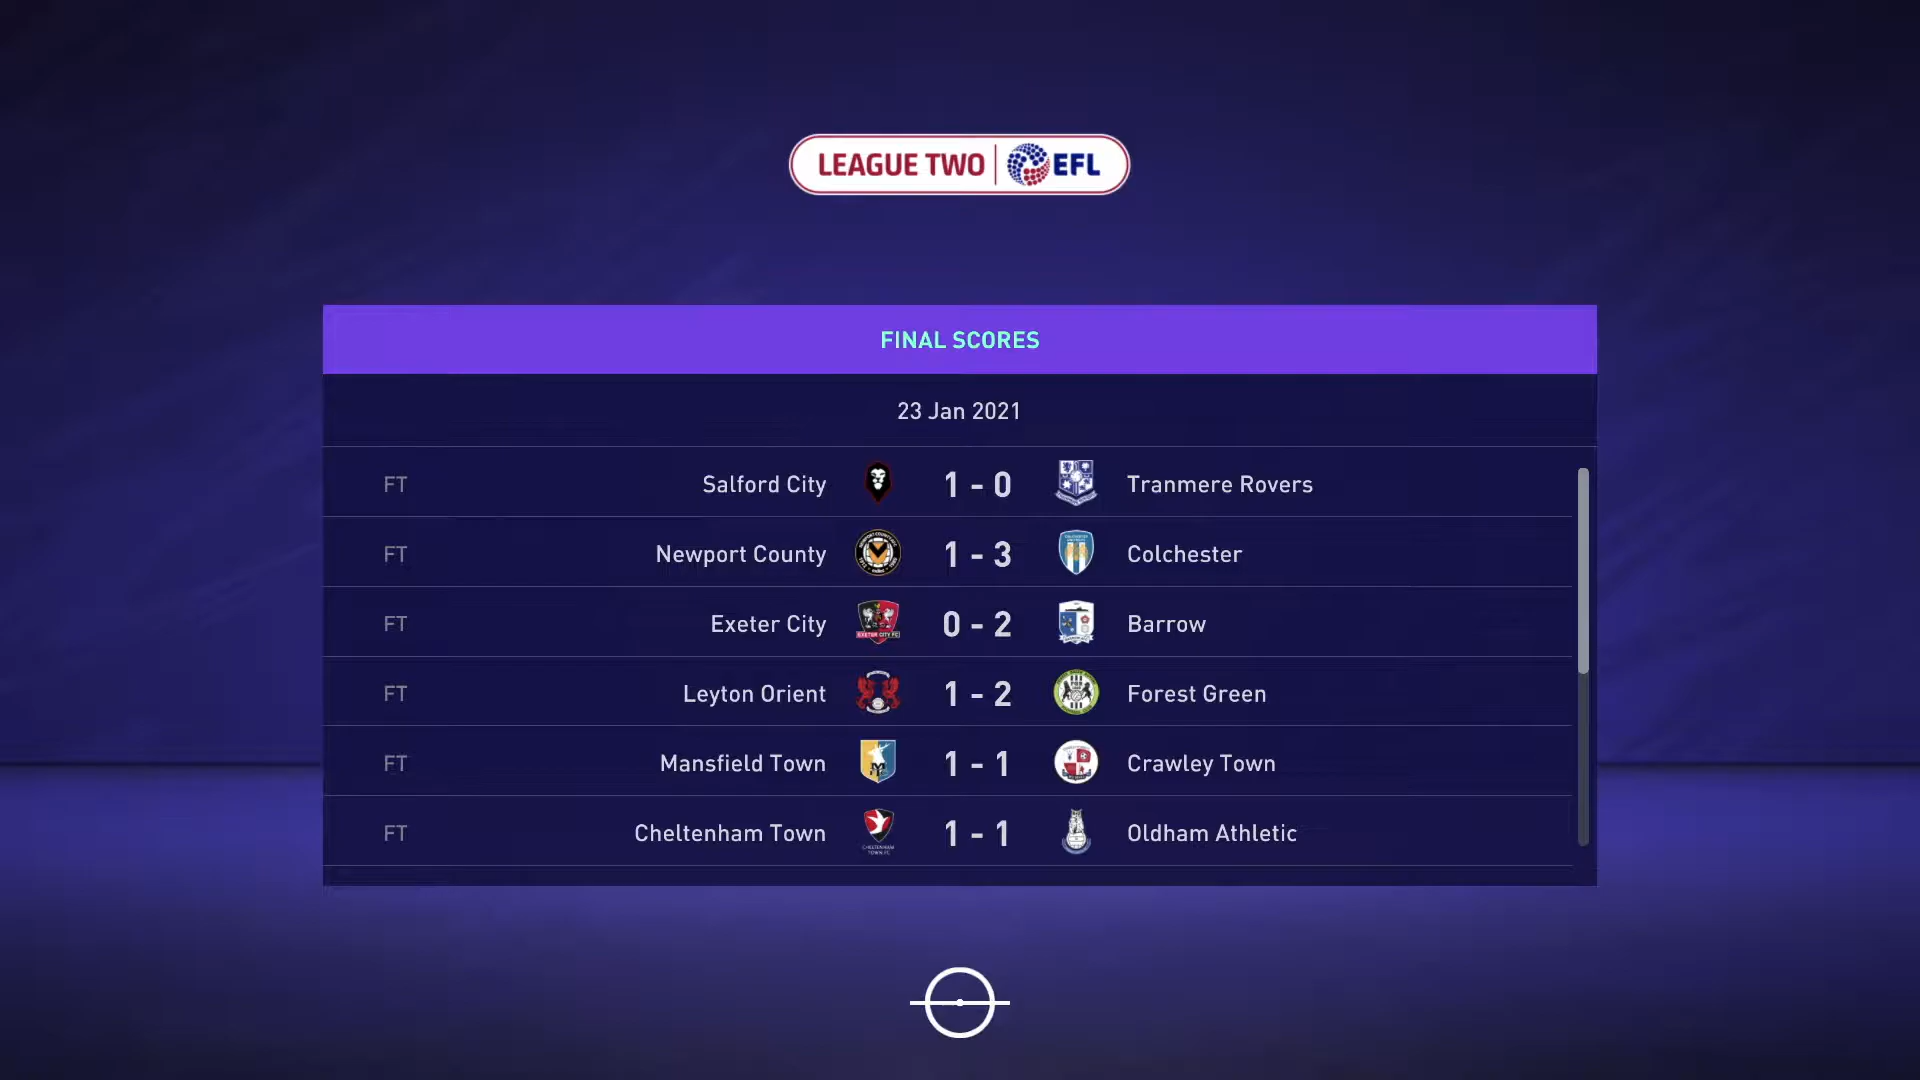 LEAGUE TWO EFL
FINAL SCORES
23 Jan 2021
FT Salford City 1 - 0 Tranmere Rovers
FT Newport County 1 - 3 Colchester
FT Exeter City 0 - 2 Barrow
FT Leyton Orient 1 - 2 Forest Green
FT Mansfield Town 1 - 1 Crawley Town
FT Cheltenham Town 1 - 1 Oldham Athletic